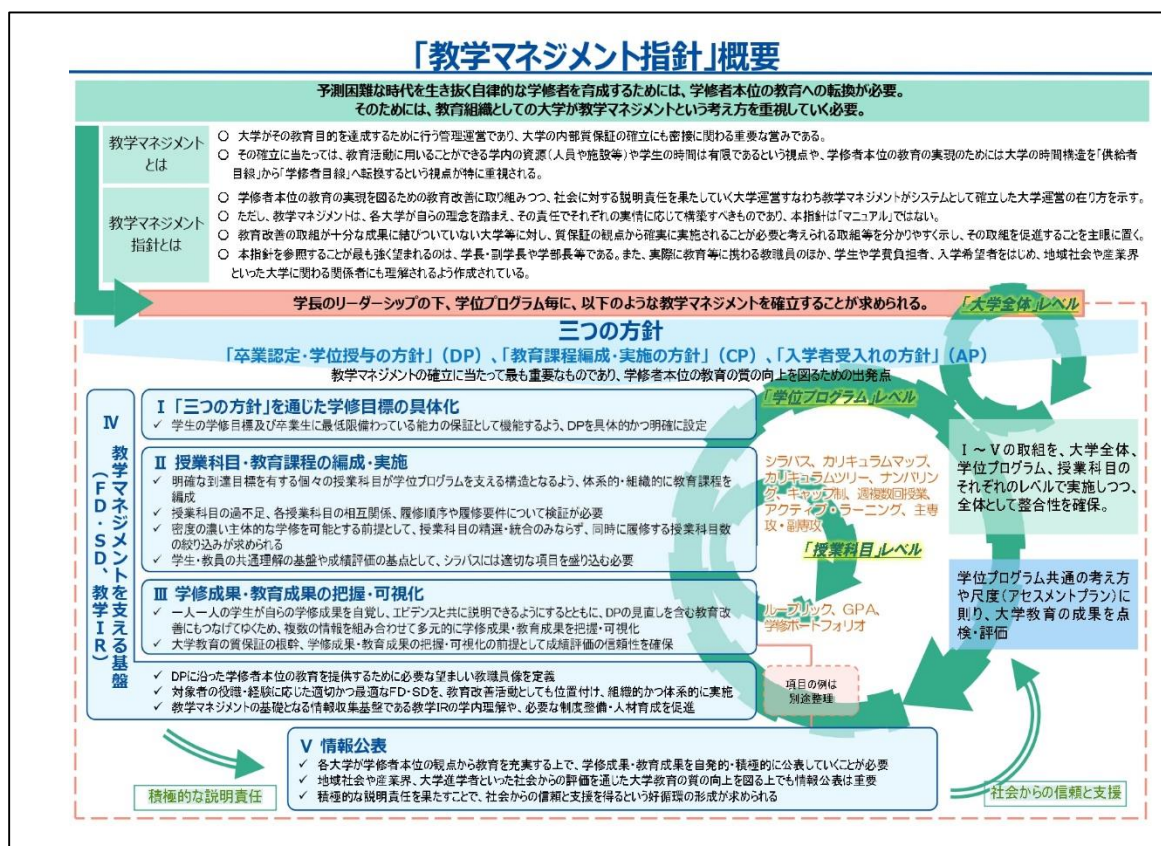 「教学マネジメント指針」概要
予測困難な時代を生き抜く自律的な学修者を育成するためには、学修者本位の教育への転換が必要。
そのためには、教育組織としての大学が教学マネジメントという考え方を重視していく必要。
教学マネジメント
とは
○ 大学がその教育目的を達成するために行う管理運営であり、大学の内部質保証の確立にも密接に関わる重要な営みである。
○ その確立に当たっては、教育活動に用いることができる学内の資源（人員や施設等）や学生の時間は有限であるという視点や、学修者本位の教育の実現のためには大学の時間構造を「供給者
目線」から「学修者目線」へ転換するという視点が特に重視される。
教学マネジメント
指針とは
○ 学修者本位の教育の実現を図るための教育改善に取り組みつつ、社会に対する説明責任を果たしていく大学運営すなわち教学マネジメントがシステムとして確立した大学運営の在り方を示す。
○ ただし、教学マネジメントは、各大学が自らの理念を踏まえ、その責任でそれぞれの実情に応じて構築すべきものであり、本指針は「マニュアル」ではない。
○ 教育改善の取組が十分な成果に結びついていない大学等に対し、質保証の観点から確実に実施されることが必要と考えられる取組等を分かりやすく示し、その取組を促進することを主眼に置く。
○ 本指針を参照することが最も強く望まれるのは、学長・副学長や学部長等である。また、実際に教育等に携わる教職員のほか、学生や学費負担者、入学希望者をはじめ、地域社会や産業界
といった大学に関わる関係者にも理解されるよう作成されている。
学長のリーダーシップの下、学位プログラム毎に、以下のような教学マネジメントを確立することが求められる。
「大学全体」レベル
三つの方針
「卒業認定・学位授与の方針」（DP）、「教育課程編成・実施の方針」（CP）、「入学者受入れの方針」（AP）
教学マネジメントの確立に当たって最も重要なものであり、学修者本位の教育の質の向上を図るための出発点
「学位プログラム」レベル
Ⅳ 教学マネジメントを支える基盤
（FD・SD、教学IR）
Ⅰ 「三つの方針」を通じた学修目標の具体化
✓ 学生の学修目標及び卒業生に最低限備わっている能力の保証として機能するよう、DPを具体的かつ明確に設定
Ⅱ 授業科目・教育課程の編成・実施
✓ 明確な到達目標を有する個々の授業科目が学位プログラムを支える構造となるよう、体系的・組織的に教育課程を
編成
✓ 授業科目の過不足、各授業科目の相互関係、履修順序や履修要件について検証が必要
✓ 密度の濃い主体的な学修を可能とする前提として、授業科目の精選・統合のみならず、同時に履修する授業科目数
の絞り込みが求められる
✓ 学生・教員の共通理解の基盤や成績評価の基点として、シラバスには適切な項目を盛り込む必要
シラバス、カリキュラムマップ、
カリキュラムツリー、ナンバリン
グ、キャップ制、週複数回授業、
アクティブ・ラーニング、主専
攻・副専攻
「授業科目」レベル
Ⅲ 学修成果・教育成果の把握・可視化
✓ 一人一人の学生が自らの学修成果を自覚し、エビデンスと共に説明できるようにするとともに、DPの見直しを含む教育改
善にもつなげてゆくため、複数の情報を組み合わせて多元的に学修成果・教育成果を把握・可視化
✓ 大学教育の質保証の根幹、学修成果・教育成果の把握・可視化の前提として成績評価の信頼性を確保
ルーブリック、GPA、
学修ポートフォリオ
✓ DPに沿った学修者本位の教育を提供するために必要な望ましい教職員像を定義
✓ 対象者の役職・経験に応じた適切かつ最適なFD・SDを、教育改善活動としても位置付け、組織的かつ体系的に実施
✓ 教学マネジメントの基礎となる情報収集基盤である教学IRの学内理解や、必要な制度整備・人材育成を促進
項目の例は
別途整理
Ⅰ～Ⅴの取組を、大学全体、
学位プログラム、授業科目の
それぞれのレベルで実施しつつ、
全体として整合性を確保。
学位プログラム共通の考え方
や尺度（アセスメントプラン）に
則り、大学教育の成果を点
検・評価
Ⅴ 情報公表
✓ 各大学が学修者本位の観点から教育を充実する上で、学修成果・教育成果を自発的・積極的に公表していくことが必要
✓ 地域社会や産業界、大学進学者といった社会からの評価を通じた大学教育の質の向上を図る上でも情報公表は重要
✓ 積極的な説明責任を果たすことで、社会からの信頼と支援を得るという好循環の形成が求められる
積極的な説明責任
社会からの信頼と支援